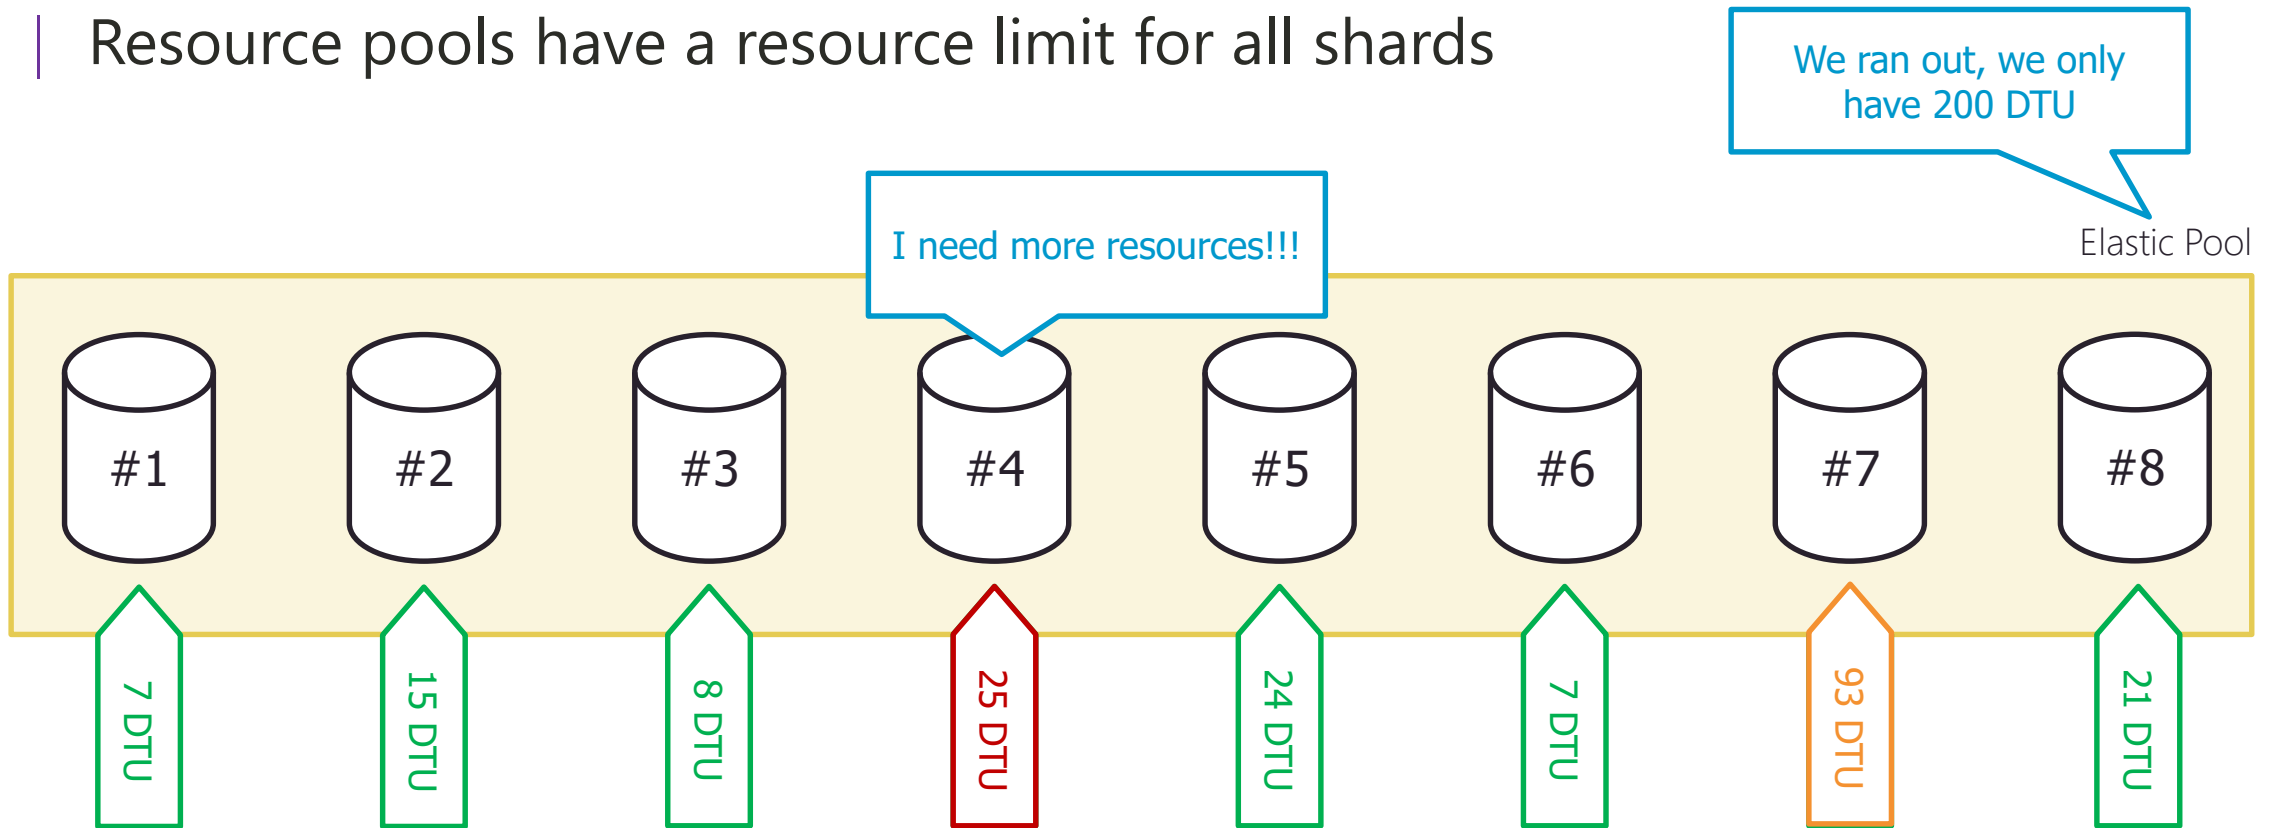 Resource pools have a resource limit for all shards
We ran out, we only
have 200 DTU
I need more resources!!!
Elastic Pool
#1
#2
#3
#4
#5
#6
#7
#8
7 DTU
15 DTU
8 DTU
25 DTU
24 DTU
7 DTU
93 DTU
21 DTU